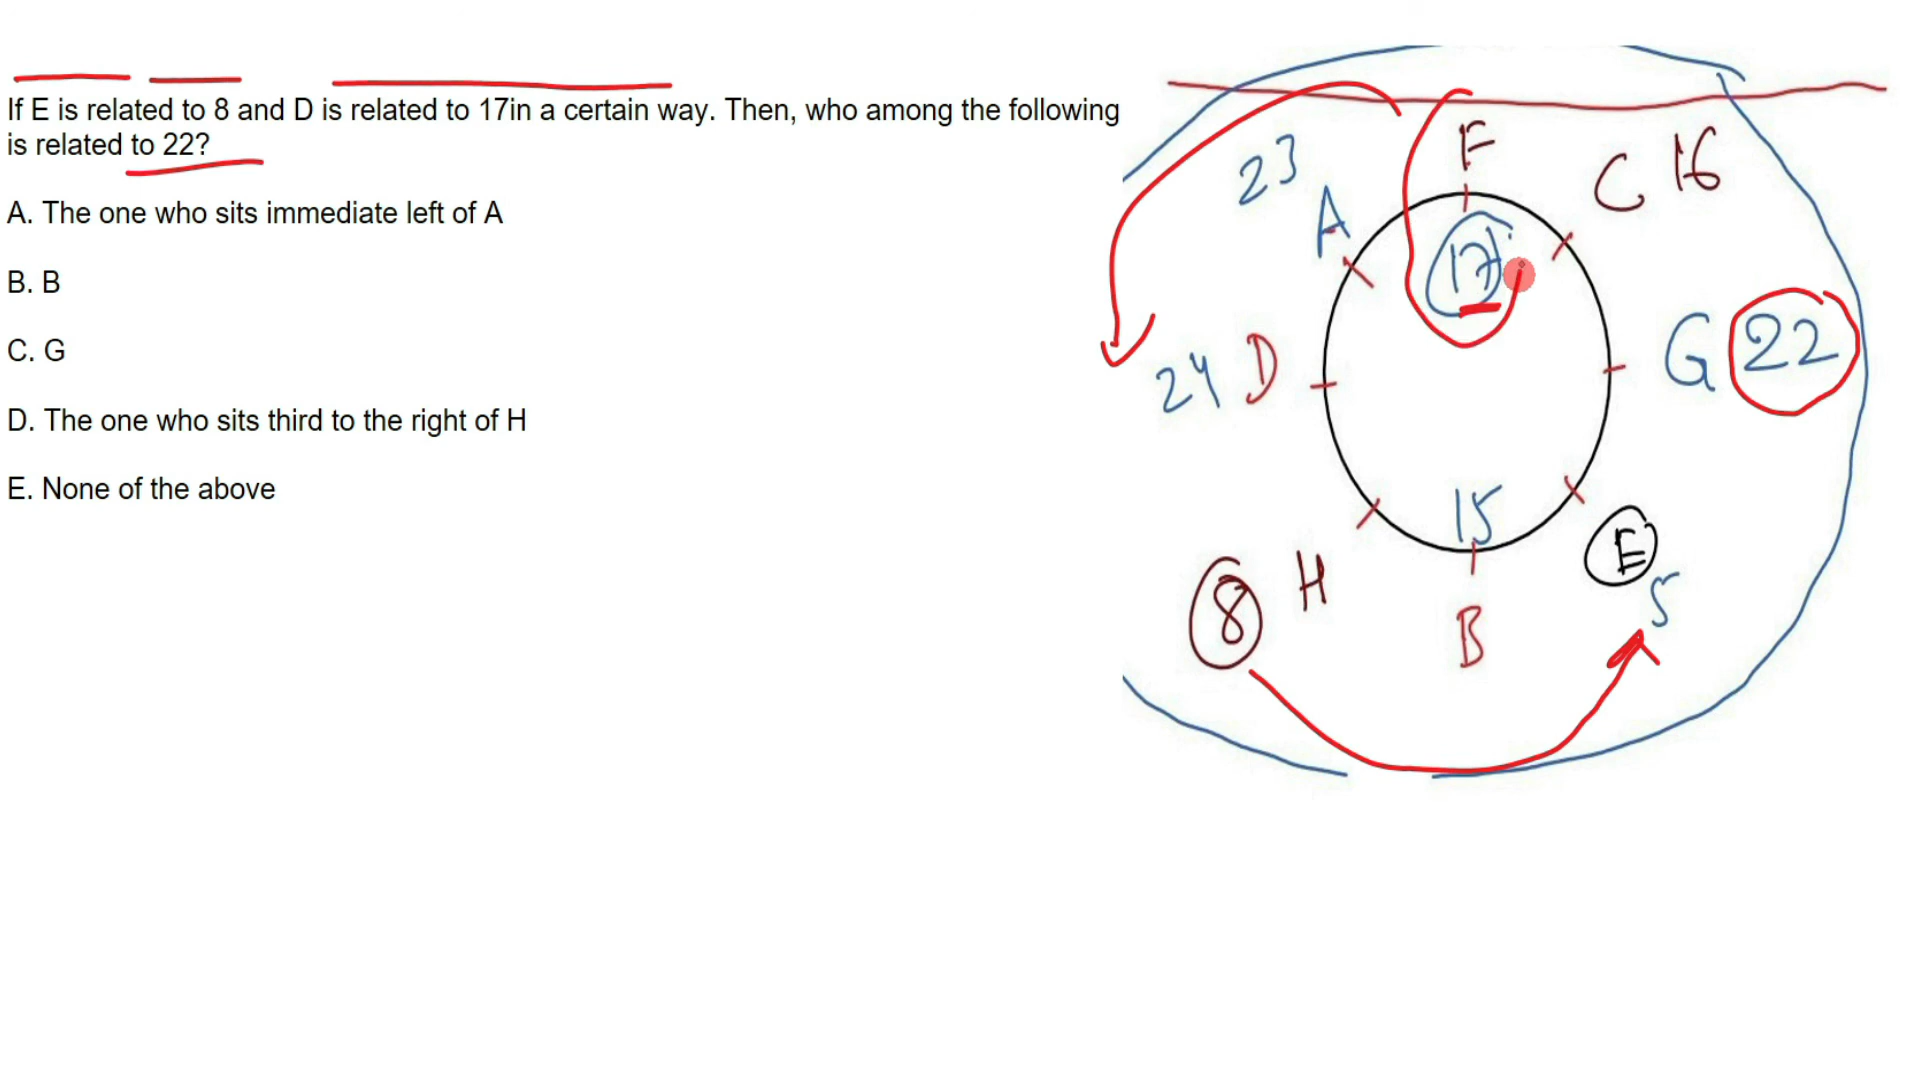 If E is related to 8 and D is related to 17in a certain way. Then, who among the following
is related to 22?
A. The one who sits immediate left of A
B. B
C. G
D. The one who sits third to the right of H
E. None of the above
F
C 16
23
A
17
G 22
24 D
15
E
5
8 H
B